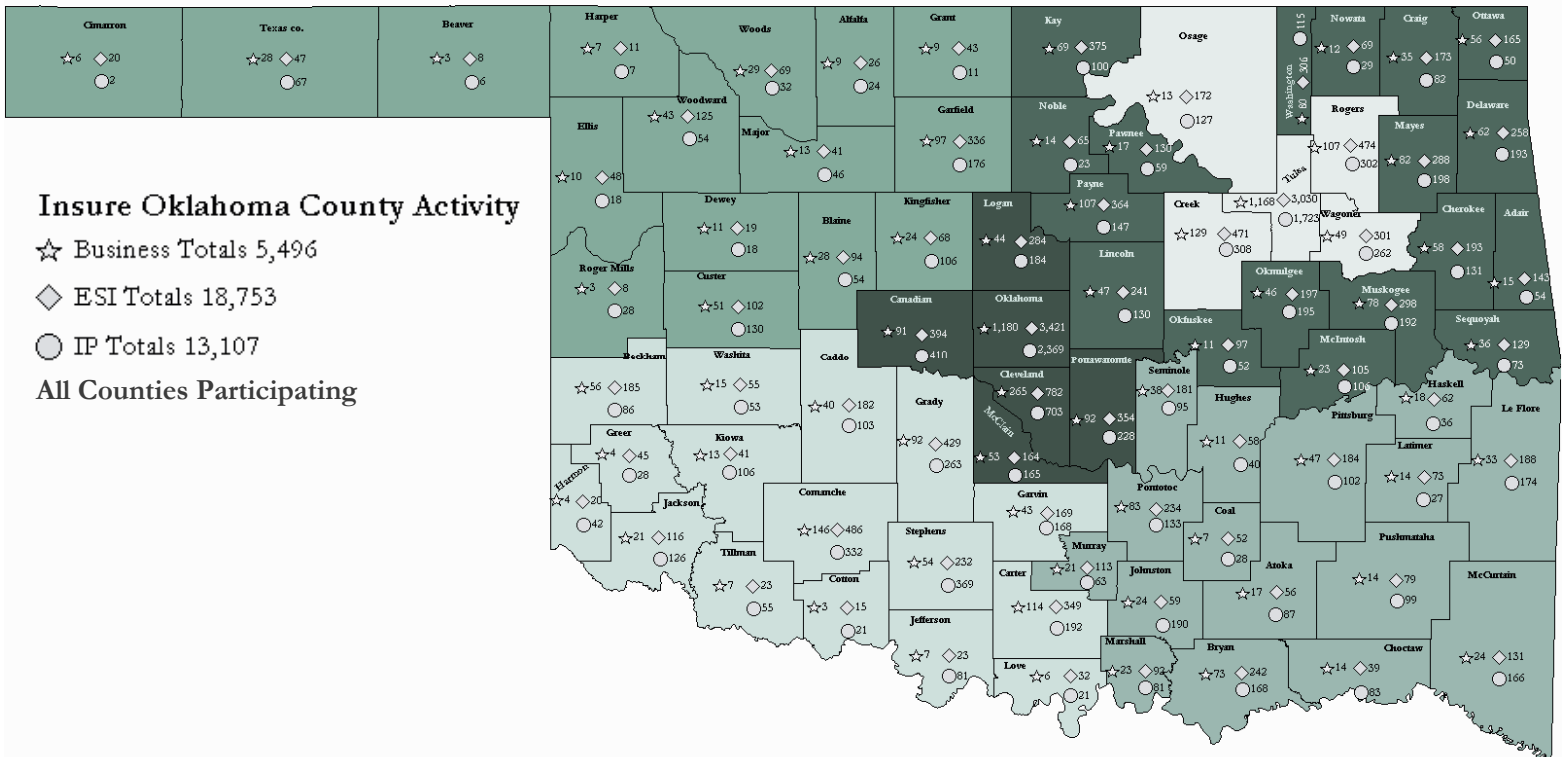 Insure Oklahoma County Activity
Business Totals 5,496
ESI Totals 18,753
IP Totals 13,107
All Counties Participating
Cimarron
6 20
2
Texas co.
28 47
67
Beaver
3 8
6
Harper
7 11
7
Woods
29 69
32
Alfalfa
9 26
24
Grant
9 43
11
Kay
69 375
100
Osage
13 172
127
Washington
80 306 115
Nowata
12 69
29
Craig
35 173
82
Ottawa
56 165
50
Ellis
10 48
18
Woodward
43 125
54
Major
13 41
46
Garfield
97 336
176
Noble
14 65
23
Pawnee
17 130
59
Rogers
107 474
302
Mayes
82 288
198
Delaware
62 258
193
Tulsa
1,168 3,030
1,723
Payne
107 364
147
Creek
129 471
308
Wagoner
49 301
262
Cherokee
58 193
131
Adair
15 143
54
Roger Mills
3 8
28
Dewey
11 19
18
Custer
51 102
130
Blaine
28 94
54
Kingfisher
24 68
106
Logan
44 284
184
Lincoln
47 241
130
Okmulgee
46 197
195
Muskogee
78 298
192
Sequoyah
36 129
73
Canadian
91 394
410
Oklahoma
1,180 3,421
2,369
Okfuskee
11 97
52
McIntosh
23 105
106
Beckham
56 185
86
Washita
15 55
53
Caddo
40 182
103
Grady
92 429
263
Cleveland
265 782
703
McClain
53 164
165
Pottawatomie
92 354
228
Seminole
38 181
95
Hughes
11 58
40
Pittsburg
47 184
102
Haskell
18 62
36
Latimer
14 73
27
Le Flore
33 188
174
Greer
4 45
28
Harmon
4 20
42
Kiowa
13 41
106
Jackson
21 116
126
Comanche
146 486
332
Tillman
7 23
55
Cotton
3 15
21
Stephens
54 232
369
Garvin
43 169
168
Murray
21 113
63
Pontotoc
83 234
133
Coal
7 52
28
Atoka
17 56
87
Pushmataha
14 79
99
McCurtain
24 131
166
Carter
114 349
192
Johnston
24 59
190
Jefferson
7 23
81
Love
6 32
21
Marshall
23 92
81
Bryan
73 242
168
Choctaw
14 39
83